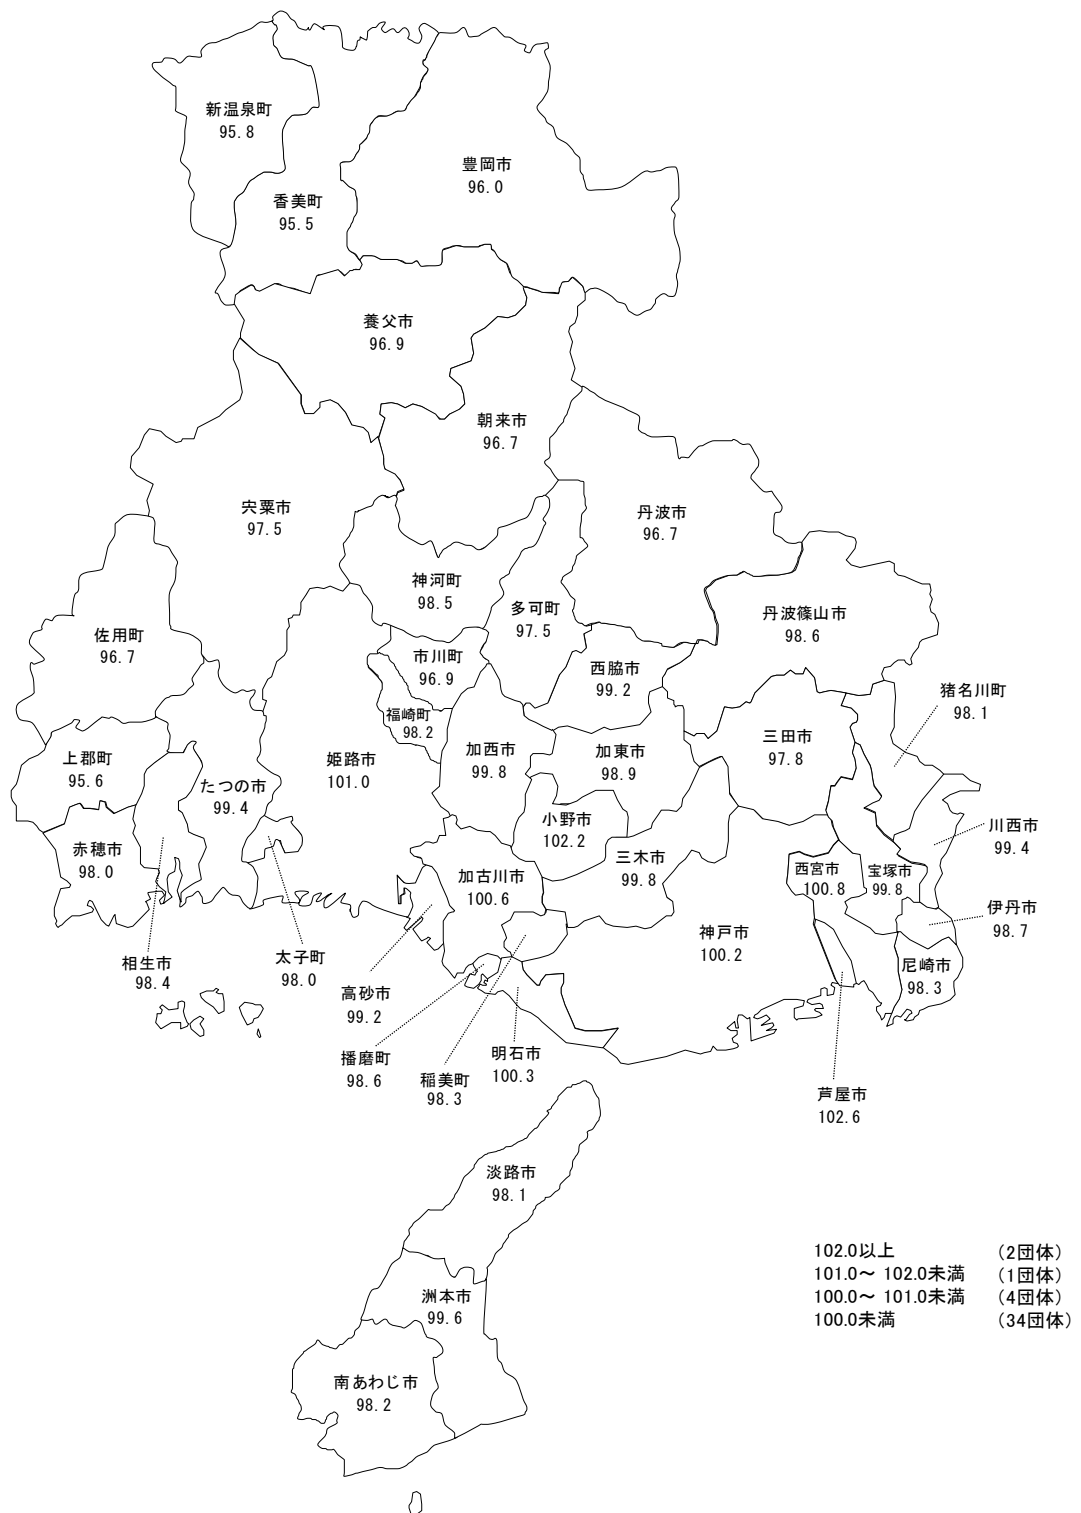 新温泉町
95.8
豊岡市
96.0
香美町
95.5
養父市
96.9
朝来市
96.7
宍粟市
97.5
丹波市
96.7
神河町
98.5
多可町
97.5
丹波篠山市
98.6
佐用町
96.7
市川町
96.9
西脇市
99.2
猪名川町
98.1
福崎町
98.2
三田市
97.8
上郡町
95.6
姫路市
101.0
加西市
99.8
加東市
98.9
たつの市
99.4
小野市
102.2
川西市
99.4
赤穂市
98.0
三木市
99.8
西宮市
100.8
宝塚市
99.8
加古川市
100.6
伊丹市
98.7
神戸市
100.2
相生市
98.4
太子町
98.0
尼崎市
98.3
高砂市
99.2
播磨町
98.6
稲美町
98.3
明石市
100.3
芦屋市
102.6
淡路市
98.1
洲本市
99.6
南あわじ市
98.2
102.0以上 （2団体）
101.0～ 102.0未満 （1団体）
100.0～ 101.0未満 （4団体）
100.0未満 （34団体）